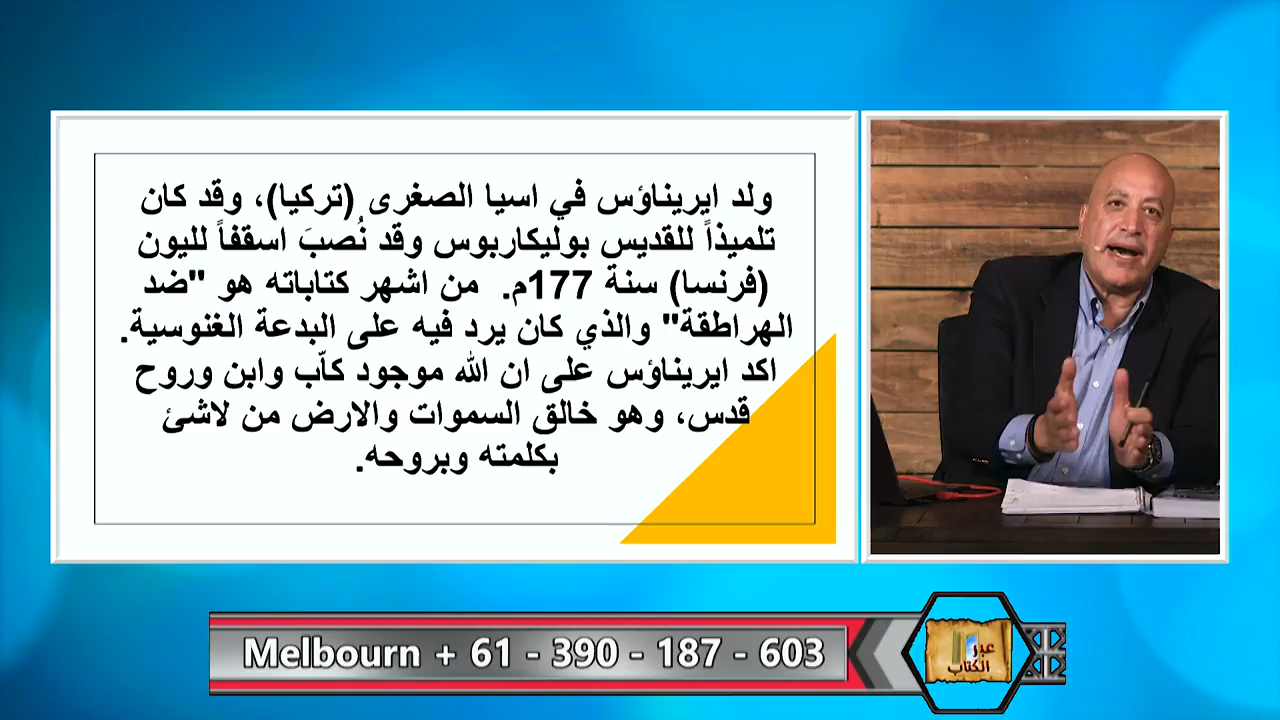 ولد ايريناؤس في اسيا الصغرى (تركيا)، وقد كان
تلميذاً للقديس بوليكاربوس وقد نُصبَ اسقفاً لليون
(فرنسا) سنة 177م. من اشهر كتاباته هو "ضد
الهراطقة" والذي كان يرد فيه على البدعة الغنوسية.
اكد ايريناؤس على ان الله موجود كآب وابن وروح
قدس، وهو خالق السموات والارض من لاشئ
بكلمته وبروحه.
Melbourn + 61 - 390 - 187 - 603
عبر
الكتاب